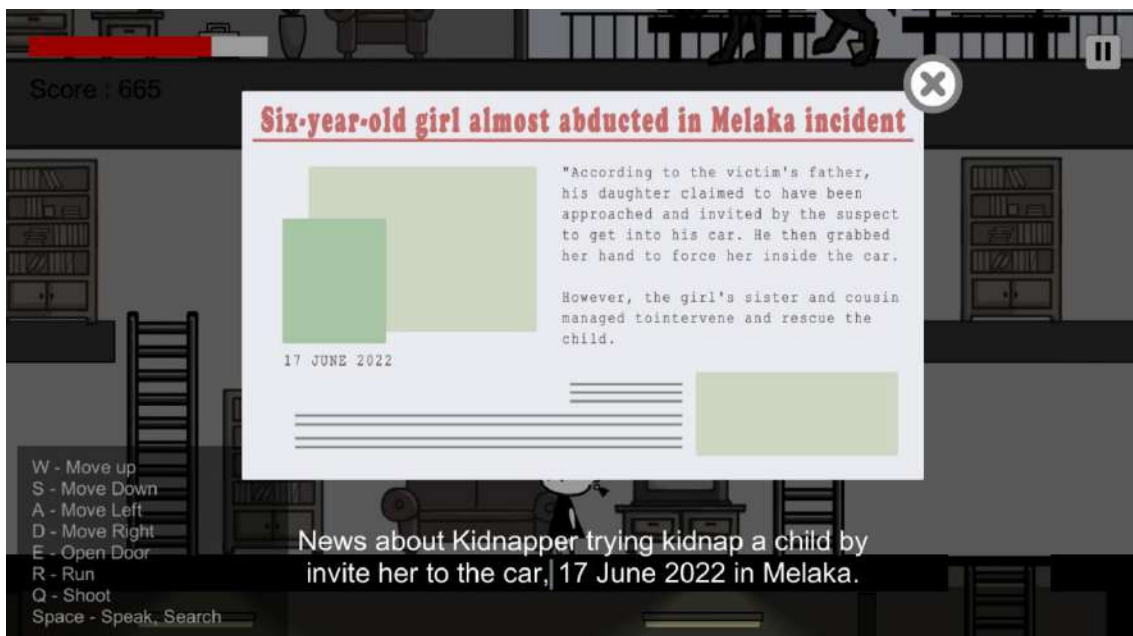 Score : 665
Six-year-old girl almost abducted in Melaka incident
"According to the victim's father,
his daughter claimed to have been
approached and invited by the suspect
to get into his car. He then grabbed
her hand to force her inside the car.
However, the girl's sister and cousin
managed tointervene and rescue the
child.
17 JUNE 2022
W - Move up
S - Move Down
A - Move Left
D - Move Right
E - Open Door
R - Run
Q - Shoot
Space - Speak, Search
News about Kidnapper trying kidnap a child by
invite her to the car, 17 June 2022 in Melaka.